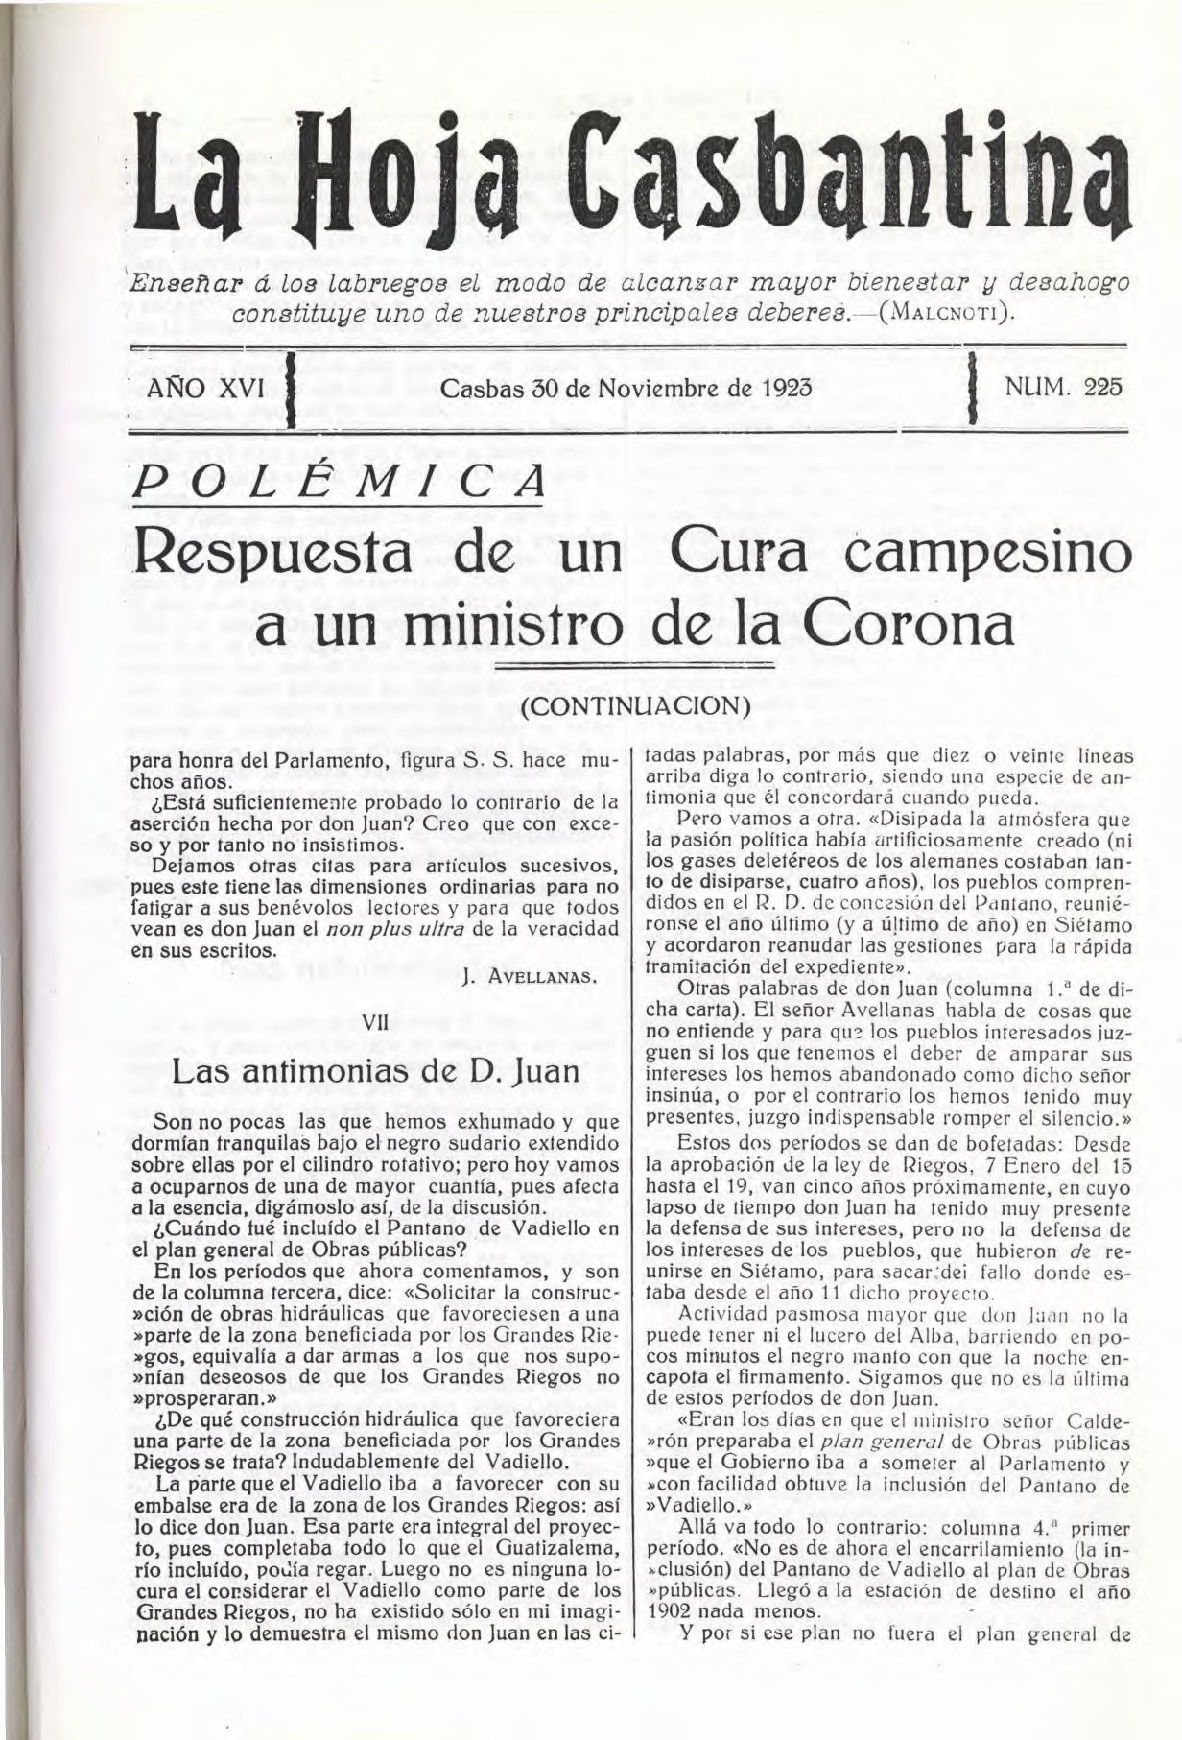 La Hoja Casbantina
Enseñar á los labriegos el modo de alcanzar mayor bienestar y desahogo
constituye uno de nuestros principales deberes.—(MALCNOTI).
AÑO XVI
Casbas 30 de Noviembre de 1923
NUM. 225
POLÉMICA
Respuesta de un Cura campesino
a un ministro de la Corona
(CONTINUACION)
para honra del Parlamento, figura S. S. hace mu-
chos años.
¿Está suficientemente probado lo contrario de la
aserción hecha por don Juan? Creo que con exce-
so y por tanto no insistimos.
Dejamos otras citas para artículos sucesivos,
pues este tiene las dimensiones ordinarias para no
fatigar a sus benévolos lectores y para que todos
vean es don Juan el non plus ultra de la veracidad
en sus escritos.
J. AVELLANAS.
VII
Las antimonias de D. Juan
Son no pocas las que hemos exhumado y que
dormían tranquilas bajo el negro sudario extendido
sobre ellas por el cilindro rotativo; pero hoy vamos
a ocuparnos de una de mayor cuantía, pues afecta
a la esencia, digámoslo así, de la discusión.
¿Cuándo fué incluído el Pantano de Vadiello en
el plan general de Obras públicas?
En los períodos que ahora comentamos, y son
de la columna tercera, dice: «Solicitar la construc-
»ción de obras hidráulicas que favoreciesen a una
»parte de la zona beneficiada por los Grandes Rie-
»gos, equivalía a dar armas a los que nos supo-
»nían deseosos de que los Grandes Riegos no
»prosperaran.»
¿De qué construcción hidráulica que favoreciera
una parte de la zona beneficiada por los Grandes
Riegos se trata? Indudablemente del Vadiello.
La parte que el Vadiello iba a favorecer con su
embalse era de la zona de los Grandes Riegos: así
lo dice don Juan. Esa parte era integral del proyec-
to, pues completaba todo lo que el Guatizalema,
río incluído, podía regar. Luego no es ninguna lo-
cura el considerar el Vadiello como parte de los
Grandes Riegos, no ha existido sólo en mi imagi-
nación y lo demuestra el mismo don Juan en las ci-
tadas palabras, por más que diez o veinte líneas
arriba diga lo contrario, siendo una especie de an-
timonia que él concordará cuando pueda.
Pero vamos a otra. «Disipada la atmósfera que
la pasión política había artificiosamente creado (ni
los gases deletéreos de los alemanes costaban tan-
to de disiparse, cuatro años), los pueblos compren-
didos en el R. D. de concesión del Pantano, reunié-
ronse el año último (y a último de año) en Siétamo
y acordaron reanudar las gestiones para la rápida
tramitación del expediente».
Otras palabras de don Juan (columna 1.ª de di-
cha carta). El señor Avellanas habla de cosas que
no entiende y para que los pueblos interesados juz-
guen si los que tenemos el deber de amparar sus
intereses los hemos abandonado como dicho señor
insinúa, o por el contrario los hemos tenido muy
presentes, juzgo indispensable romper el silencio.»
Estos dos períodos se dan de bofetadas: Desde
la aprobación de la ley de Riegos, 7 Enero del 15
hasta el 19, van cinco años próximamente, en cuyo
lapso de tiempo don Juan ha tenido muy presente
la defensa de sus intereses, pero no la defensa de
los intereses de los pueblos, que hubieron de re-
unirse en Siétamo, para sacar dei fallo donde es-
taba desde el año 11 dicho proyecto.
Actividad pasmosa mayor que don Juan no la
puede tener ni el lucero del Alba, barriendo en po-
cos minutos el negro manto con que la noche en-
capota el firmamento. Sigamos que no es la última
de estos períodos de don Juan.
«Eran los días en que el ministro señor Calde-
»rón preparaba el plan general de Obras públicas
»que el Gobierno iba a someter al Parlamento y
»con facilidad obtuve la inclusión del Pantano de
»Vadiello.»
Allá va todo lo contrario: columna 4.ª primer
período. «No es de ahora el encarrilamiento (la in-
»clusión) del Pantano de Vadiello al plan de Obras
»públicas. Llegó a la estación de destino el año
1902 nada menos.
Y por si ese plan no fuera el plan general de